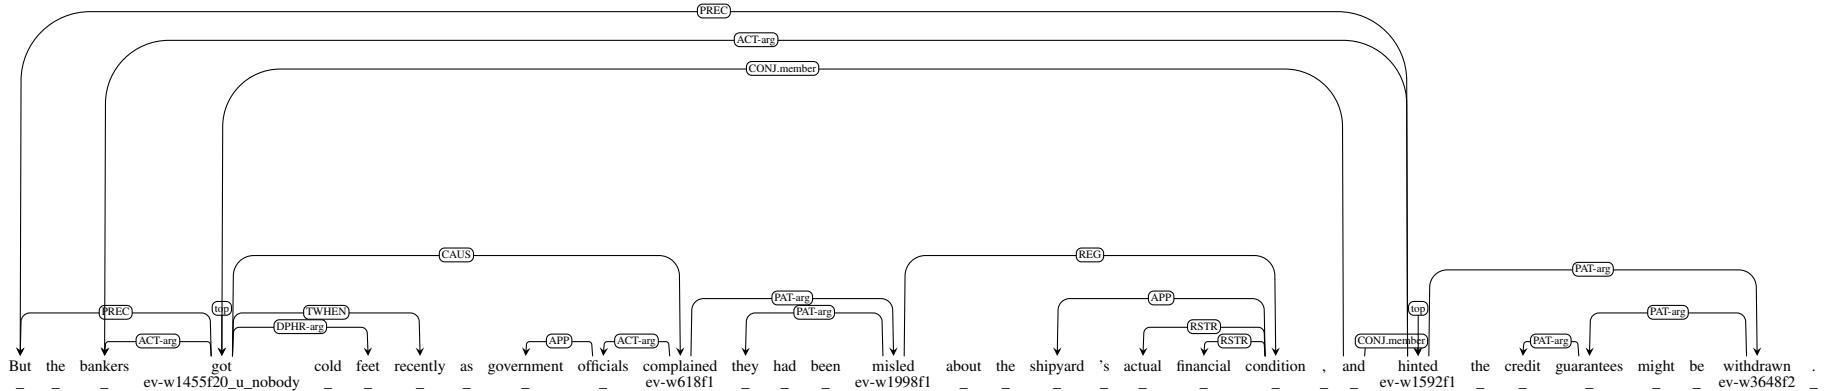 PREC
ACT-arg
CONJ.member
CAUS
REG
PAT-arg
PAT-arg
APP
top
PREC
top
TWHEN
PAT-arg
PAT-arg
DPHR-arg
RSTR
ACT-arg
APP
ACT-arg
RSTR
CONJ.member
PAT-arg
But the bankers got cold feet recently as government officials complained they had been misled about the shipyard 's actual financial condition , and hinted the credit guarantees might be withdrawn .
_ _ _ ev-w1455f20_u_nobody _ _ _ _ _ _ ev-w618f1 _ _ _ ev-w1998f1 _ _ _ _ _ _ _ _ _ ev-w1592f1 _ _ _ _ _ ev-w3648f2 _